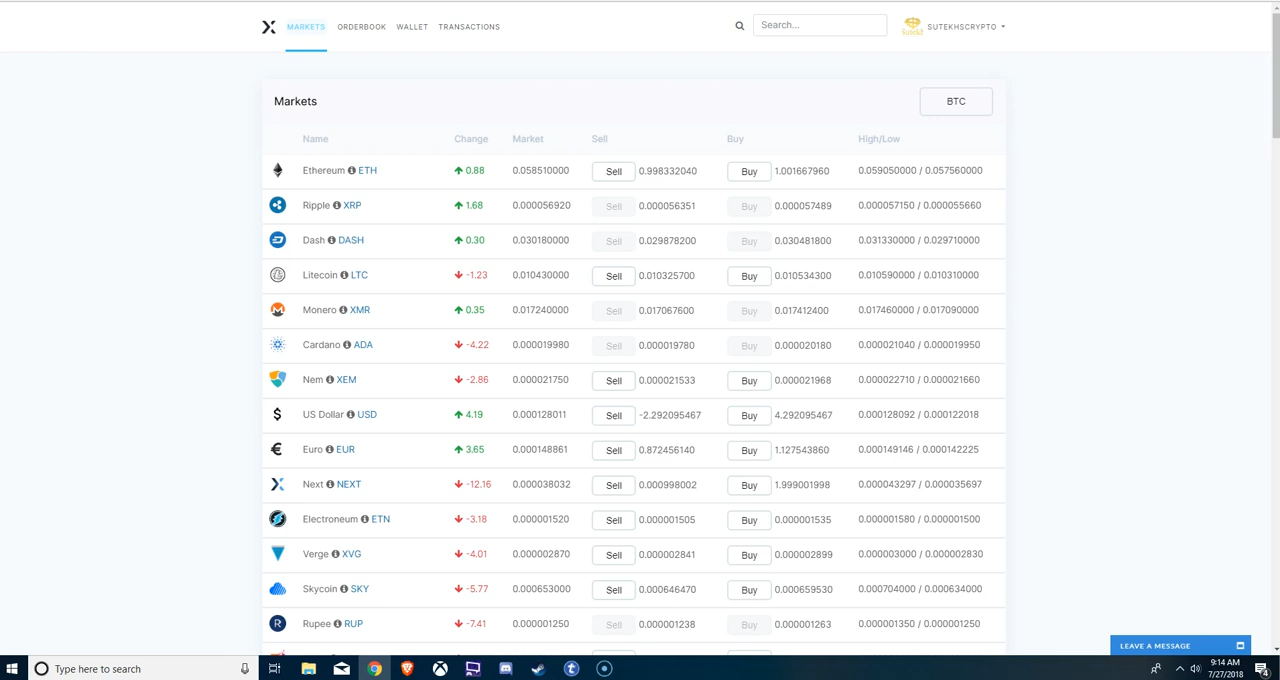 MARKETS ORDERBOOK WALLET TRANSACTIONS Search... Sutekh SUTEKHSCRYPTO
Markets BTC
Name Change Market Sell Buy High/Low
Ethereum ETH 0.88 0.058510000 Sell 0.998332040 Buy 1.001667960 0.059050000 / 0.057560000
Ripple XRP 1.68 0.000056920 Sell 0.000056351 Buy 0.000057489 0.000057150 / 0.000055660
Dash DASH 0.30 0.030180000 Sell 0.029878200 Buy 0.030481800 0.031330000 / 0.029710000
Litecoin LTC -1.23 0.010430000 Sell 0.010325700 Buy 0.010534300 0.010590000 / 0.010310000
Monero XMR 0.35 0.017240000 Sell 0.017067600 Buy 0.017412400 0.017460000 / 0.017090000
Cardano ADA -4.22 0.000019980 Sell 0.000019780 Buy 0.000020180 0.000021040 / 0.000019950
Nem XEM -2.86 0.000021750 Sell 0.000021533 Buy 0.000021968 0.000022710 / 0.000021660
US Dollar USD 4.19 0.000128011 Sell -2.292095467 Buy 4.292095467 0.000128092 / 0.000122018
Euro EUR 3.65 0.000148861 Sell 0.872456140 Buy 1.127543860 0.000149146 / 0.000142225
Next NEXT -12.16 0.000038032 Sell 0.000998002 Buy 1.999001998 0.000043297 / 0.000035697
Electroneum ETN -3.18 0.000001520 Sell 0.000001505 Buy 0.000001535 0.000001580 / 0.000001500
Verge XVG -4.01 0.000002870 Sell 0.000002841 Buy 0.000002899 0.000003000 / 0.000002830
Skycoin SKY -5.77 0.000653000 Sell 0.000646470 Buy 0.000659530 0.000704000 / 0.000634000
Rupee RUP -7.41 0.000001250 Sell 0.000001238 Buy 0.000001263 0.000001350 / 0.000001250
LEAVE A MESSAGE
Type here to search 9:14 AM
7/27/2018 4